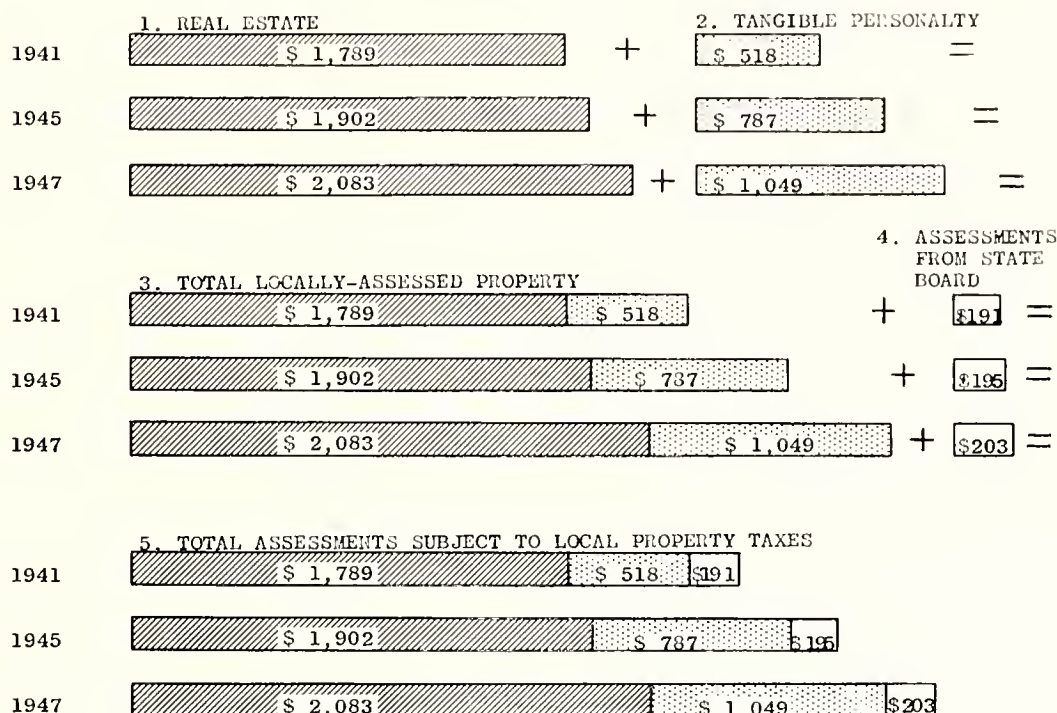 1. REAL ESTATE 2. TANGIBLE PERSONALTY
1941 $ 1,789 + $ 518 =
1945 $ 1,902 + $ 787 =
1947 $ 2,083 + $ 1,049 =
4. ASSESSMENTS
FROM STATE
BOARD
3. TOTAL LOCALLY-ASSESSED PROPERTY
1941 $ 1,789 $ 518 + $191 =
1945 $ 1,902 $ 787 + $195 =
1947 $ 2,083 $ 1,049 + $203 =
5. TOTAL ASSESSMENTS SUBJECT TO LOCAL PROPERTY TAXES
1941 $ 1,789 $ 518 $191
1945 $ 1,902 $ 787 $195
1947 $ 2,083 $ 1,049 $203